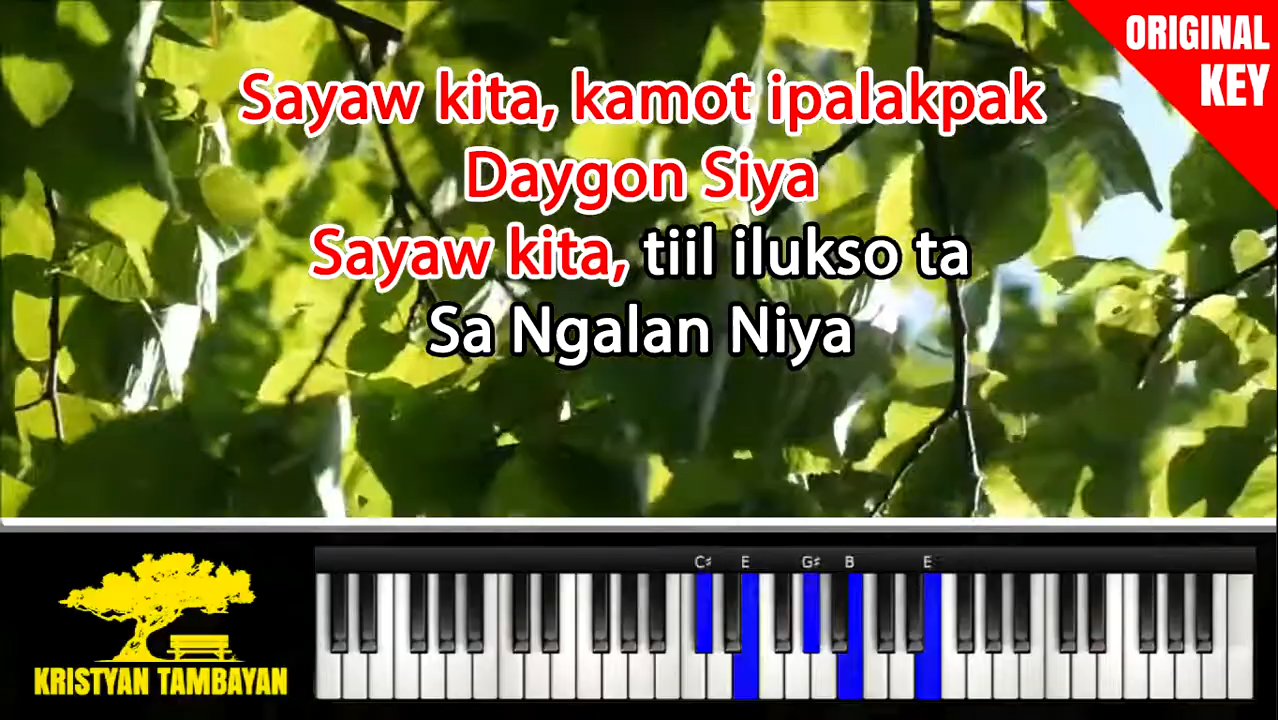 ORIGINAL
KEY
Sayaw kita, kamot ipalakpak
Daygon Siya
Sayaw kita, tiil ilukso ta
Sa Ngalan Niya
C♯ E G♯ B E
KRISTYAN TAMBAYAN